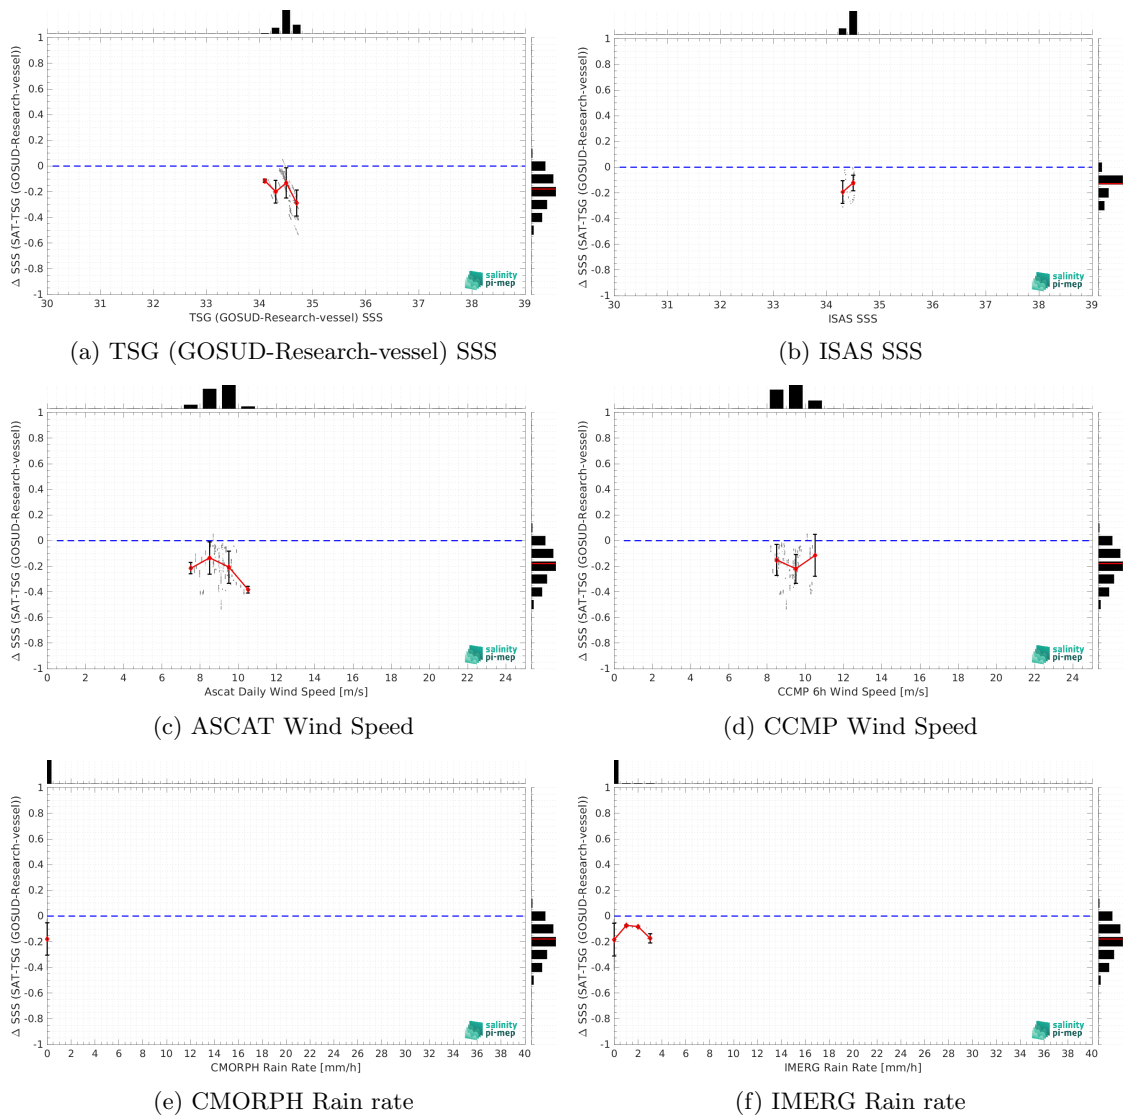 1
0.8
0.6
0.4
0.2
0
-0.2
-0.4
-0.6
-0.8
-1
Δ SSS (SAT-TSG (GOSUD-Research-vessel))
salinity
pi-mep
30 31 32 33 34 35 36 37 38 39
TSG (GOSUD-Research-vessel) SSS
(a) TSG (GOSUD-Research-vessel) SSS
1
0.8
0.6
0.4
0.2
0
-0.2
-0.4
-0.6
-0.8
-1
Δ SSS (SAT-TSG (GOSUD-Research-vessel))
salinity
pi-mep
30 31 32 33 34 35 36 37 38 39
ISAS SSS
(b) ISAS SSS
1
0.8
0.6
0.4
0.2
0
-0.2
-0.4
-0.6
-0.8
-1
Δ SSS (SAT-TSG (GOSUD-Research-vessel))
salinity
pi-mep
0 2 4 6 8 10 12 14 16 18 20 22 24
Ascat Daily Wind Speed [m/s]
(c) ASCAT Wind Speed
1
0.8
0.6
0.4
0.2
0
-0.2
-0.4
-0.6
-0.8
-1
Δ SSS (SAT-TSG (GOSUD-Research-vessel))
salinity
pi-mep
0 2 4 6 8 10 12 14 16 18 20 22 24
CCMP 6h Wind Speed [m/s]
(d) CCMP Wind Speed
1
0.8
0.6
0.4
0.2
0
-0.2
-0.4
-0.6
-0.8
-1
Δ SSS (SAT-TSG (GOSUD-Research-vessel))
salinity
pi-mep
0 2 4 6 8 10 12 14 16 18 20 22 24 26 28 30 32 34 36 38 40
CMORPH Rain Rate [mm/h]
(e) CMORPH Rain rate
1
0.8
0.6
0.4
0.2
0
-0.2
-0.4
-0.6
-0.8
-1
Δ SSS (SAT-TSG (GOSUD-Research-vessel))
salinity
pi-mep
0 2 4 6 8 10 12 14 16 18 20 22 24 26 28 30 32 34 36 38 40
IMERG Rain Rate [mm/h]
(f) IMERG Rain rate